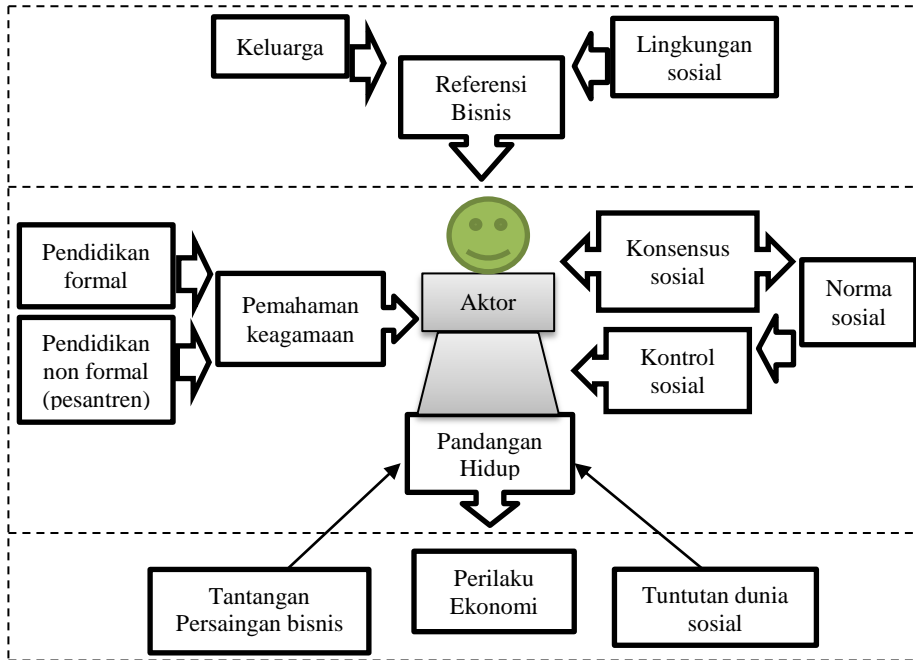 Keluarga
Lingkungan
sosial
Referensi
Bisnis
Pendidikan
formal
Pendidikan
non formal
(pesantren)
Pemahaman
keagamaan
Aktor
Konsensus
sosial
Norma
sosial
Kontrol
sosial
Pandangan
Hidup
Tantangan
Persaingan bisnis
Perilaku
Ekonomi
Tuntutan dunia
sosial